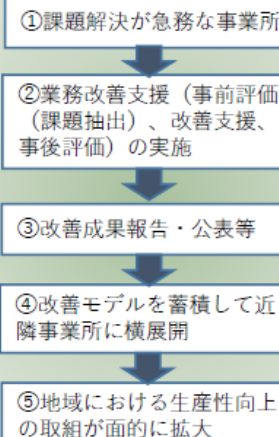 ①課題解決が急務な事業所
②業務改善支援（事前評価
（課題抽出）、改善支援、
事後評価）の実施
③改善成果報告・公表等
④改善モデルを蓄積して近
隣事業所に横展開
⑤地域における生産性向上
の取組が面的に拡大